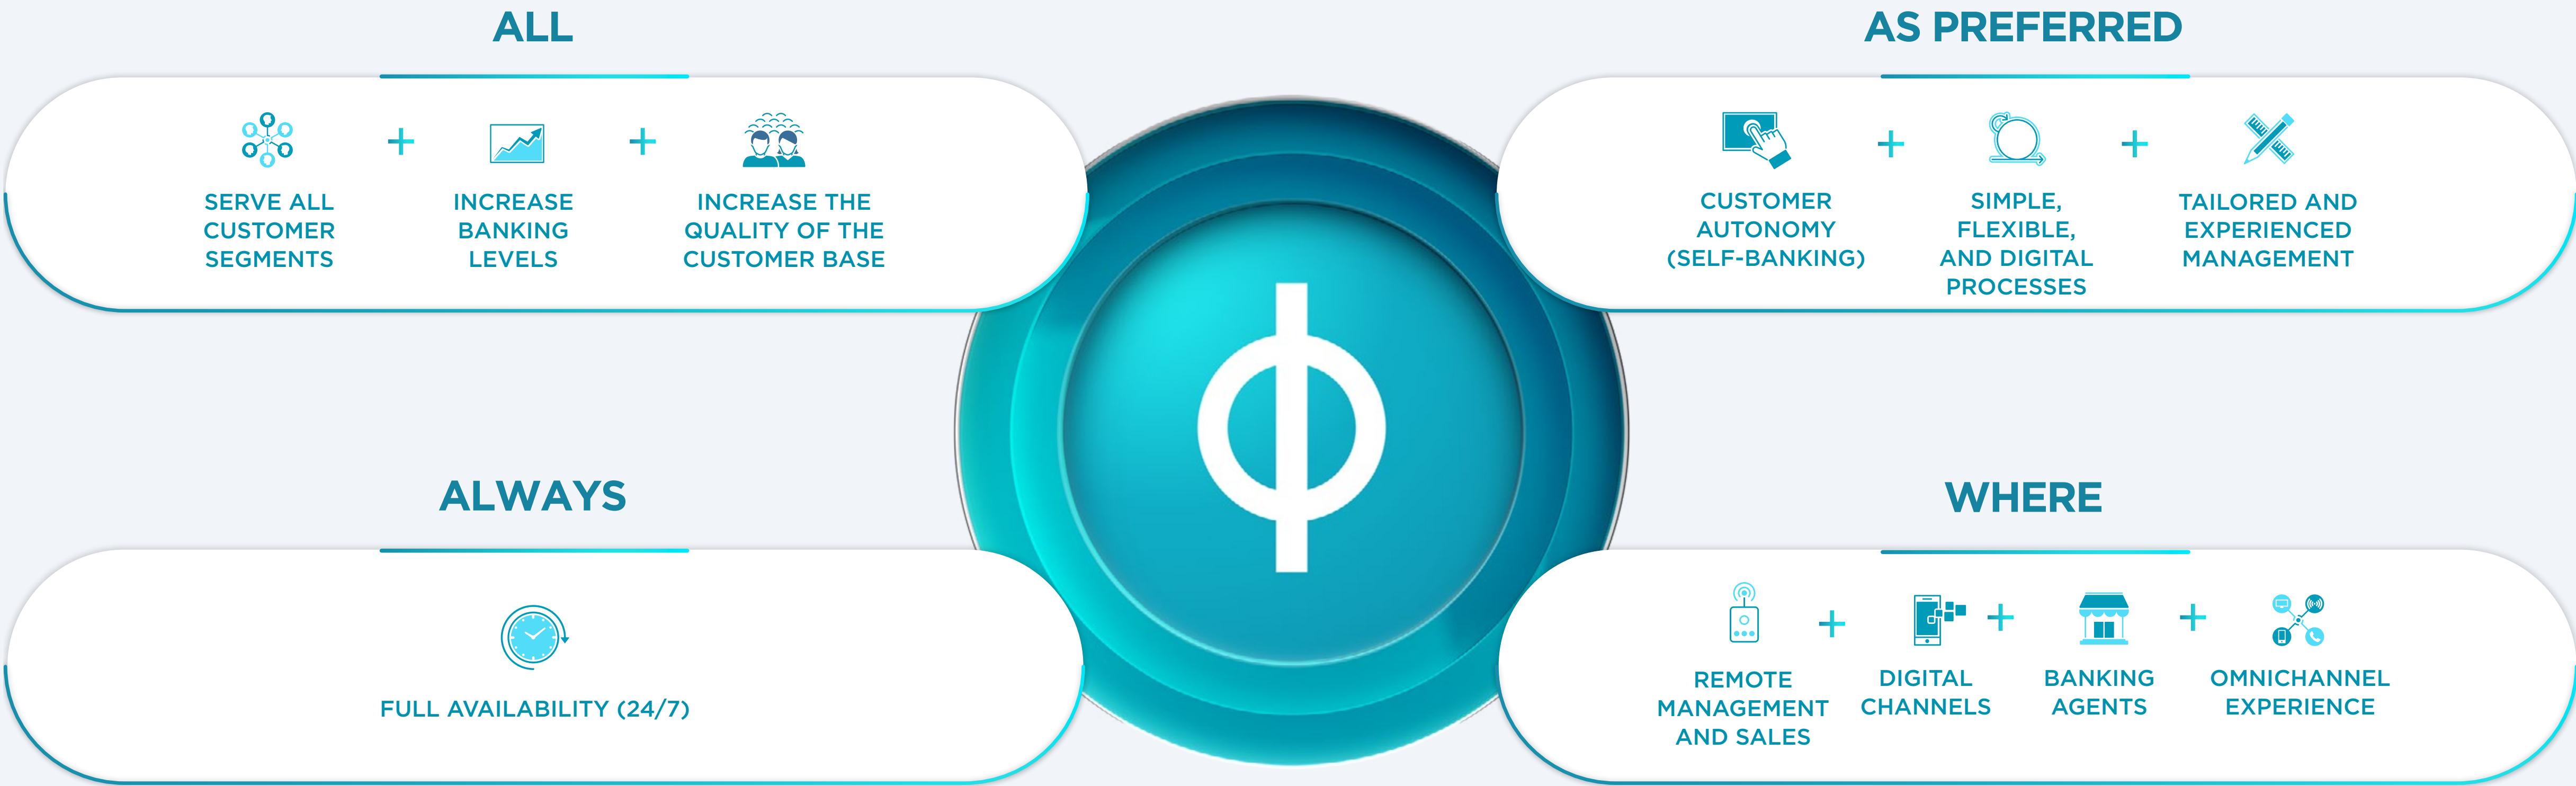 ALL
SERVE ALL
CUSTOMER
SEGMENTS
+
INCREASE
BANKING
LEVELS
+
INCREASE THE
QUALITY OF THE
CUSTOMER BASE
AS PREFERRED
CUSTOMER
AUTONOMY
(SELF-BANKING)
+
SIMPLE,
FLEXIBLE,
AND DIGITAL
PROCESSES
+
TAILORED AND
EXPERIENCED
MANAGEMENT
ALWAYS
FULL AVAILABILITY (24/7)
WHERE
REMOTE
MANAGEMENT
AND SALES
+
DIGITAL
CHANNELS
+
BANKING
AGENTS
+
OMNICHANNEL
EXPERIENCE